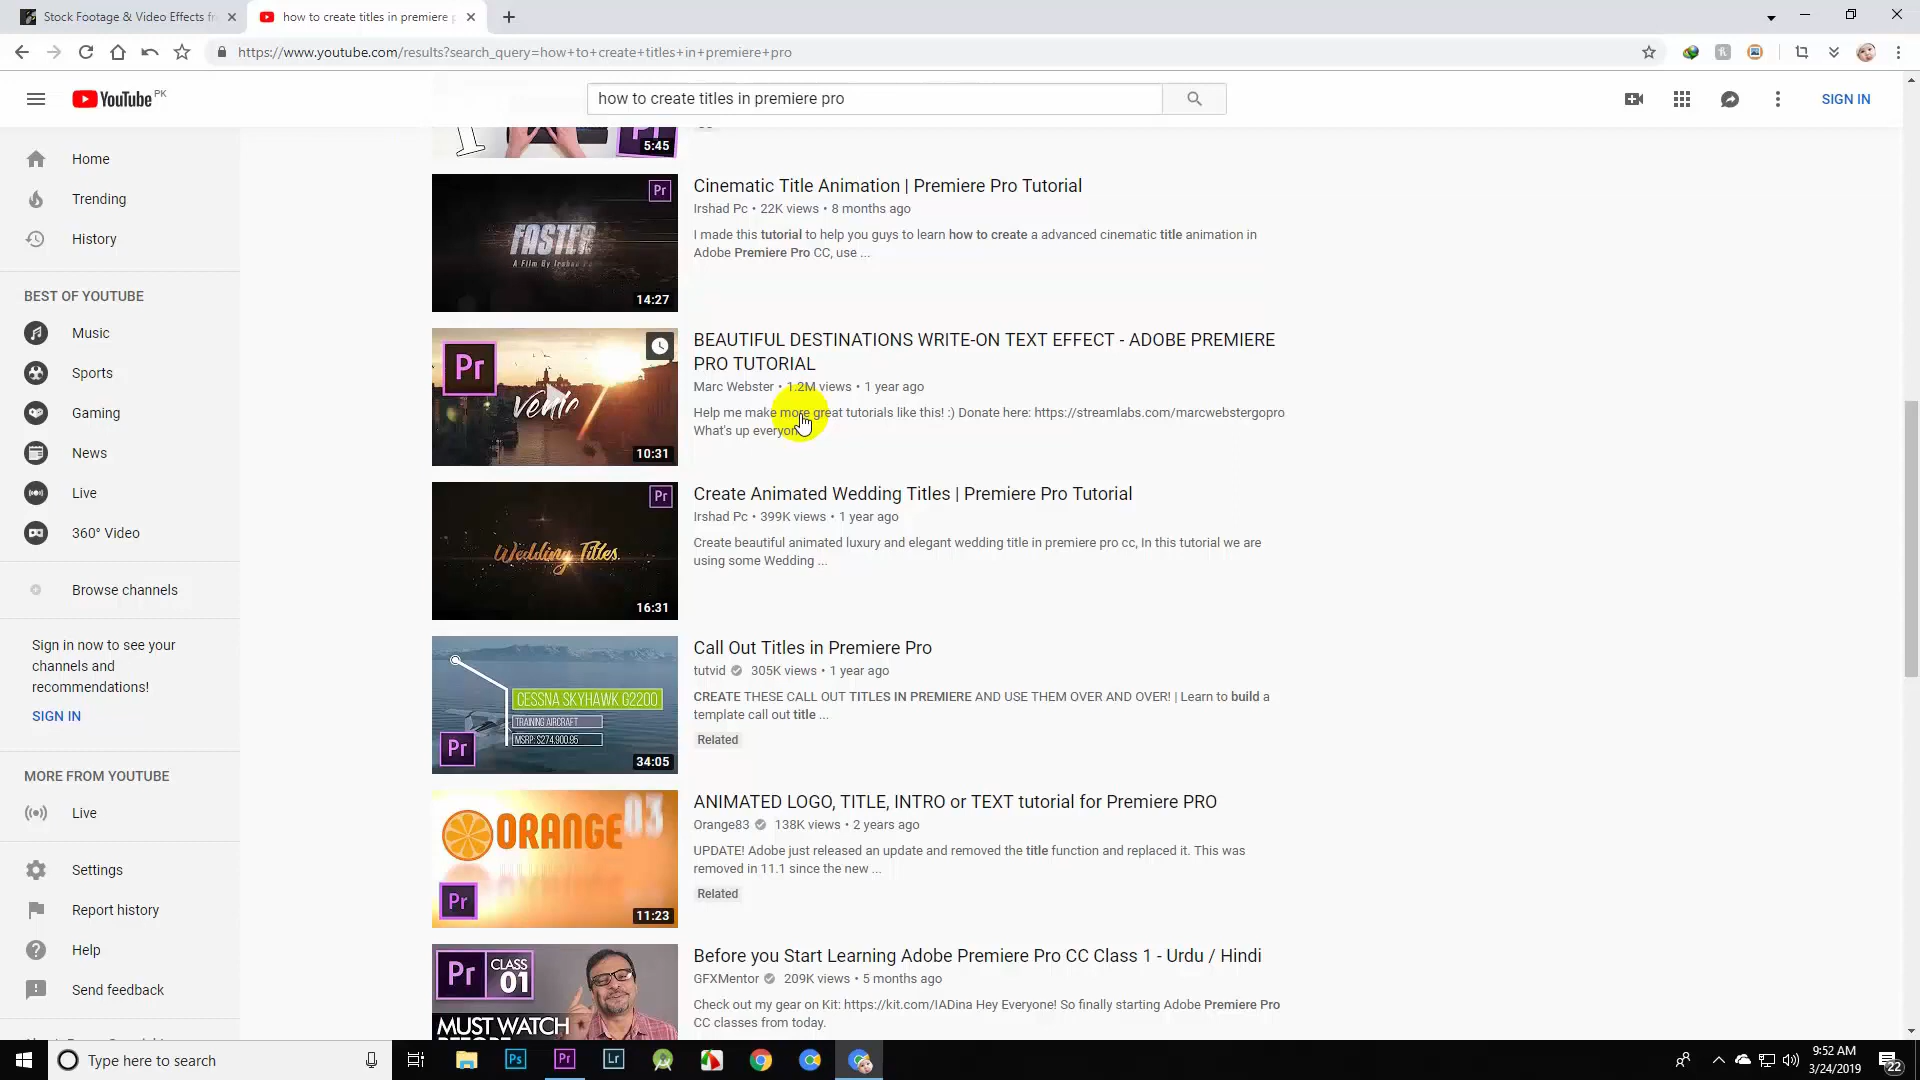 Stock Footage & Video Effects fr
how to create titles in premiere p
https://www.youtube.com/results?search_query=how+to+create+titles+in+premiere+pro
YouTube PK
how to create titles in premiere pro
SIGN IN
Home
Trending
History
BEST OF YOUTUBE
Music
Sports
Gaming
News
Live
360° Video
Browse channels
Sign in now to see your
channels and
recommendations!
SIGN IN
MORE FROM YOUTUBE
Live
Settings
Report history
Help
Send feedback
5:45
Pr
FASTER
14:27
Cinematic Title Animation | Premiere Pro Tutorial
Irshad Pc • 22K views • 8 months ago
I made this tutorial to help you guys to learn how to create a advanced cinematic title animation in
Adobe Premiere Pro CC, use ...
Pr
Venir
10:31
BEAUTIFUL DESTINATIONS WRITE-ON TEXT EFFECT - ADOBE PREMIERE
PRO TUTORIAL
Marc Webster • 1.2M views • 1 year ago
Help me make more great tutorials like this! :) Donate here: https://streamlabs.com/marcwebstergopro
What's up everyon
Pr
Wedding Titles
16:31
Create Animated Wedding Titles | Premiere Pro Tutorial
Irshad Pc • 399K views • 1 year ago
Create beautiful animated luxury and elegant wedding title in premiere pro cc, In this tutorial we are
using some Wedding ...
CESSNA SKYHAWK G2200
TRAINING AIRCRAFT
MSRP: $274,900.95
Pr
34:05
Call Out Titles in Premiere Pro
tutvid 305K views • 1 year ago
CREATE THESE CALL OUT TITLES IN PREMIERE AND USE THEM OVER AND OVER! | Learn to build a
template call out title ...
Related
ORANGE 83
Pr
11:23
ANIMATED LOGO, TITLE, INTRO or TEXT tutorial for Premiere PRO
Orange83 138K views • 2 years ago
UPDATE! Adobe just released an update and removed the title function and replaced it. This was
removed in 11.1 since the new ...
Related
Pr CLASS
01
MUST WATCH
Before you Start Learning Adobe Premiere Pro CC Class 1 - Urdu / Hindi
GFXMentor 209K views • 5 months ago
Check out my gear on Kit: https://kit.com/IADina Hey Everyone! So finally starting Adobe Premiere Pro
CC classes from today.
Type here to search
Ps
Pr
Lr
9:52 AM
3/24/2019
22